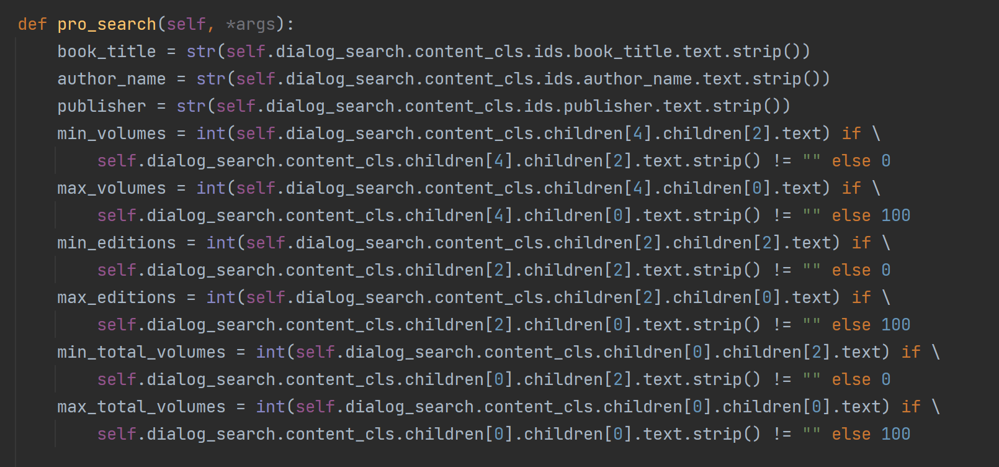 def pro_search(self, *args):
    book_title = str(self.dialog_search.content_cls.ids.book_title.text.strip())
    author_name = str(self.dialog_search.content_cls.ids.author_name.text.strip())
    publisher = str(self.dialog_search.content_cls.ids.publisher.text.strip())
    min_volumes = int(self.dialog_search.content_cls.children[4].children[2].text) if \
        self.dialog_search.content_cls.children[4].children[2].text.strip() != "" else 0
    max_volumes = int(self.dialog_search.content_cls.children[4].children[0].text) if \
        self.dialog_search.content_cls.children[4].children[0].text.strip() != "" else 100
    min_editions = int(self.dialog_search.content_cls.children[2].children[2].text) if \
        self.dialog_search.content_cls.children[2].children[2].text.strip() != "" else 0
    max_editions = int(self.dialog_search.content_cls.children[2].children[0].text) if \
        self.dialog_search.content_cls.children[2].children[0].text.strip() != "" else 100
    min_total_volumes = int(self.dialog_search.content_cls.children[0].children[2].text) if \
        self.dialog_search.content_cls.children[0].children[2].text.strip() != "" else 0
    max_total_volumes = int(self.dialog_search.content_cls.children[0].children[0].text) if \
        self.dialog_search.content_cls.children[0].children[0].text.strip() != "" else 100